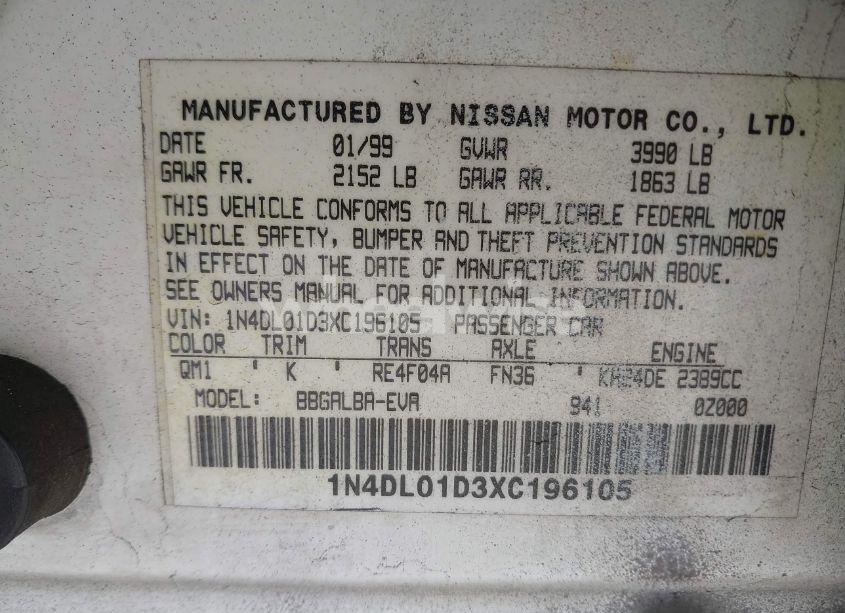 MANUFACTURED BY NISSAN MOTOR CO., LTD.
DATE 01/99 GVWR 3990 LB
GAWR FR. 2152 LB GAWR RR. 1863 LB
THIS VEHICLE CONFORMS TO ALL APPLICABLE FEDERAL MOTOR
VEHICLE SAFETY, BUMPER AND THEFT PREVENTION STANDARDS
IN EFFECT ON THE DATE OF MANUFACTURE SHOWN ABOVE.
SEE OWNERS MANUAL FOR ADDITIONAL INFORMATION.
VIN: 1N4DL01D3XC196105 PASSENGER CAR
COLOR TRIM TRANS AXLE ENGINE
QM1 ' K ' RE4F04A FN36 ' KA24DE 2389CC
MODEL: BBGALBA-EVA 941 0Z000
1N4DL01D3XC196105